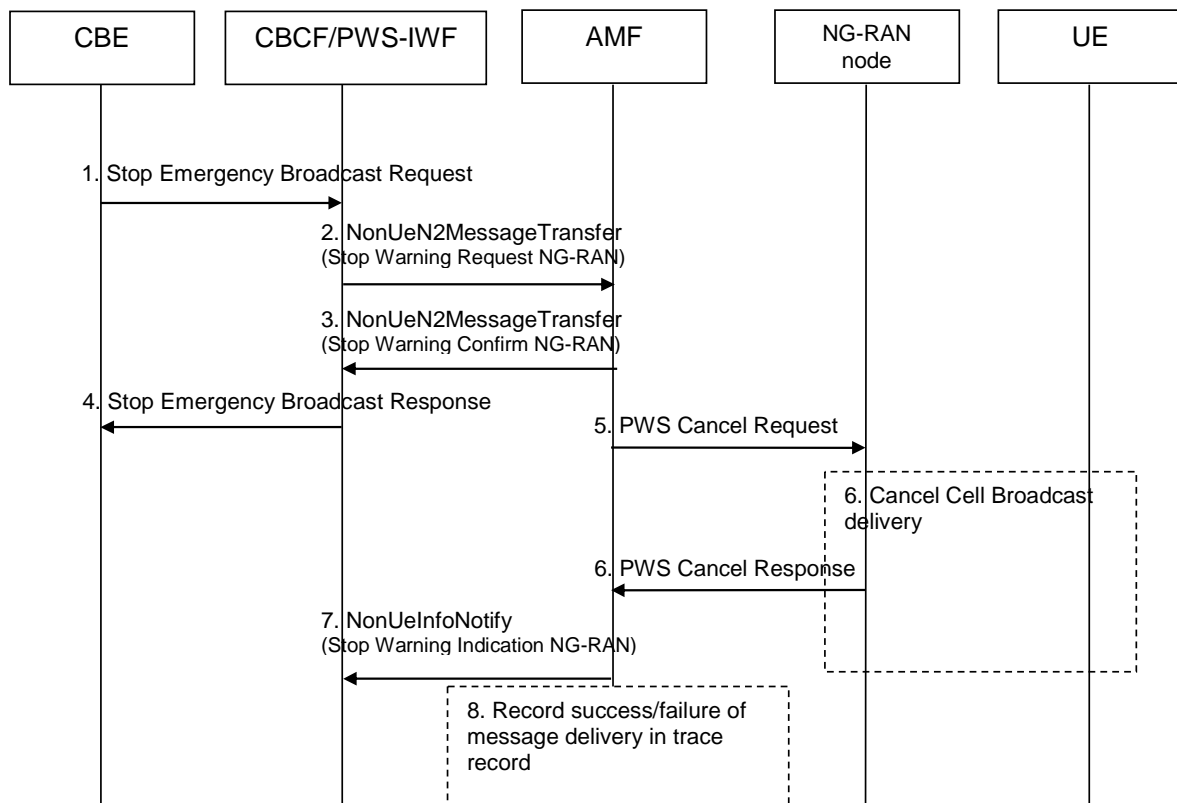 CBE
CBCF/PWS-IWF
AMF
NG-RAN
node
UE
1. Stop Emergency Broadcast Request
2. NonUeN2MessageTransfer
(Stop Warning Request NG-RAN)
3. NonUeN2MessageTransfer
(Stop Warning Confirm NG-RAN)
4. Stop Emergency Broadcast Response
5. PWS Cancel Request
6. Cancel Cell Broadcast
delivery
6. PWS Cancel Response
7. NonUeInfoNotify
(Stop Warning Indication NG-RAN)
8. Record success/failure of
message delivery in trace
record